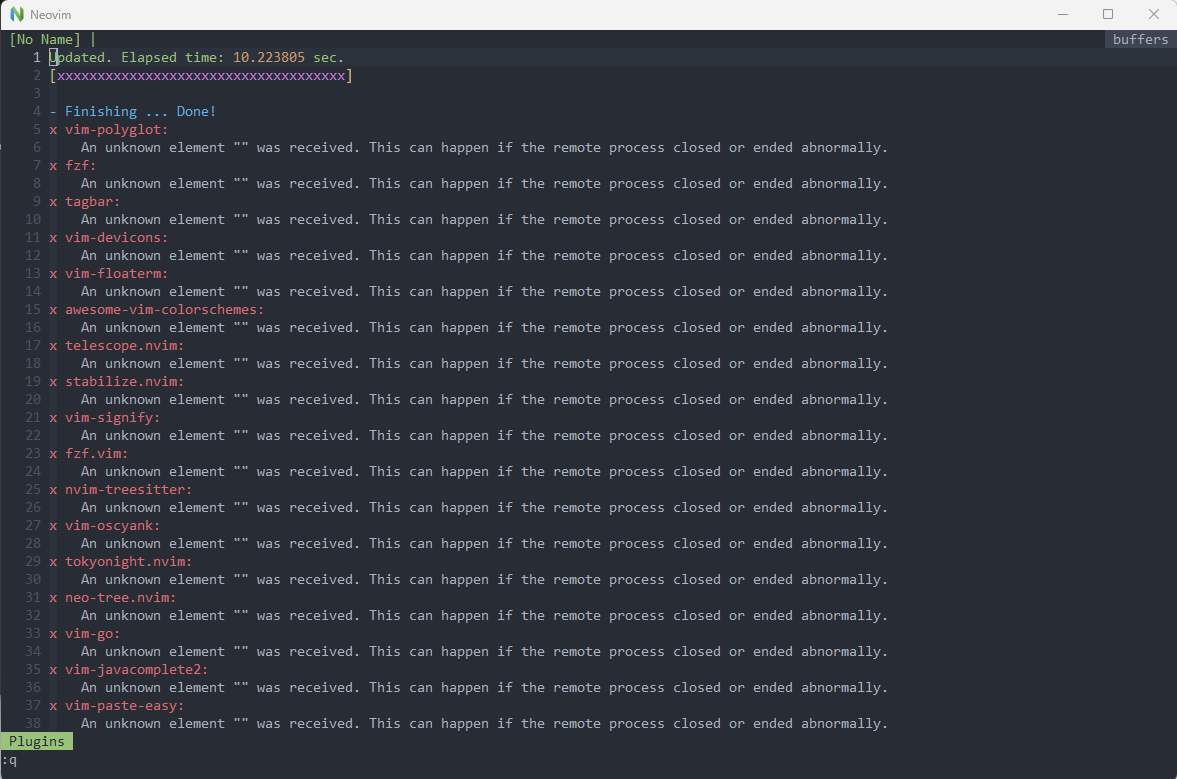 Neovim
[No Name] | buffers
1 Updated. Elapsed time: 10.223805 sec.
2 [xxxxxxxxxxxxxxxxxxxxxxxxxxxxxxxxxxxx]
3
4 - Finishing ... Done!
5 x vim-polyglot:
6 An unknown element "" was received. This can happen if the remote process closed or ended abnormally.
7 x fzf:
8 An unknown element "" was received. This can happen if the remote process closed or ended abnormally.
9 x tagbar:
10 An unknown element "" was received. This can happen if the remote process closed or ended abnormally.
11 x vim-devicons:
12 An unknown element "" was received. This can happen if the remote process closed or ended abnormally.
13 x vim-floaterm:
14 An unknown element "" was received. This can happen if the remote process closed or ended abnormally.
15 x awesome-vim-colorschemes:
16 An unknown element "" was received. This can happen if the remote process closed or ended abnormally.
17 x telescope.nvim:
18 An unknown element "" was received. This can happen if the remote process closed or ended abnormally.
19 x stabilize.nvim:
20 An unknown element "" was received. This can happen if the remote process closed or ended abnormally.
21 x vim-signify:
22 An unknown element "" was received. This can happen if the remote process closed or ended abnormally.
23 x fzf.vim:
24 An unknown element "" was received. This can happen if the remote process closed or ended abnormally.
25 x nvim-treesitter:
26 An unknown element "" was received. This can happen if the remote process closed or ended abnormally.
27 x vim-oscyank:
28 An unknown element "" was received. This can happen if the remote process closed or ended abnormally.
29 x tokyonight.nvim:
30 An unknown element "" was received. This can happen if the remote process closed or ended abnormally.
31 x neo-tree.nvim:
32 An unknown element "" was received. This can happen if the remote process closed or ended abnormally.
33 x vim-go:
34 An unknown element "" was received. This can happen if the remote process closed or ended abnormally.
35 x vim-javacomplete2:
36 An unknown element "" was received. This can happen if the remote process closed or ended abnormally.
37 x vim-paste-easy:
38 An unknown element "" was received. This can happen if the remote process closed or ended abnormally.
Plugins
:q